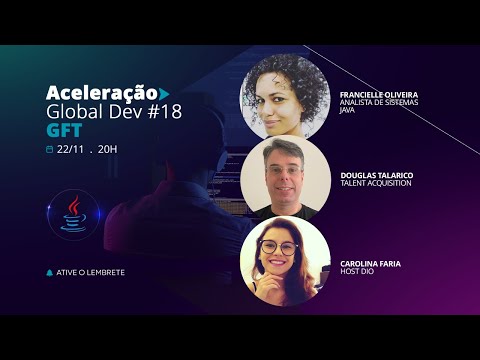 Aceleração
Global Dev #18
GFT
22/11 . 20H
ATIVE O LEMBRETE
FRANCIELLE OLIVEIRA
ANALISTA DE SISTEMAS
JAVA
DOUGLAS TALARICO
TALENT ACQUISITION
CAROLINA FARIA
HOST DIO